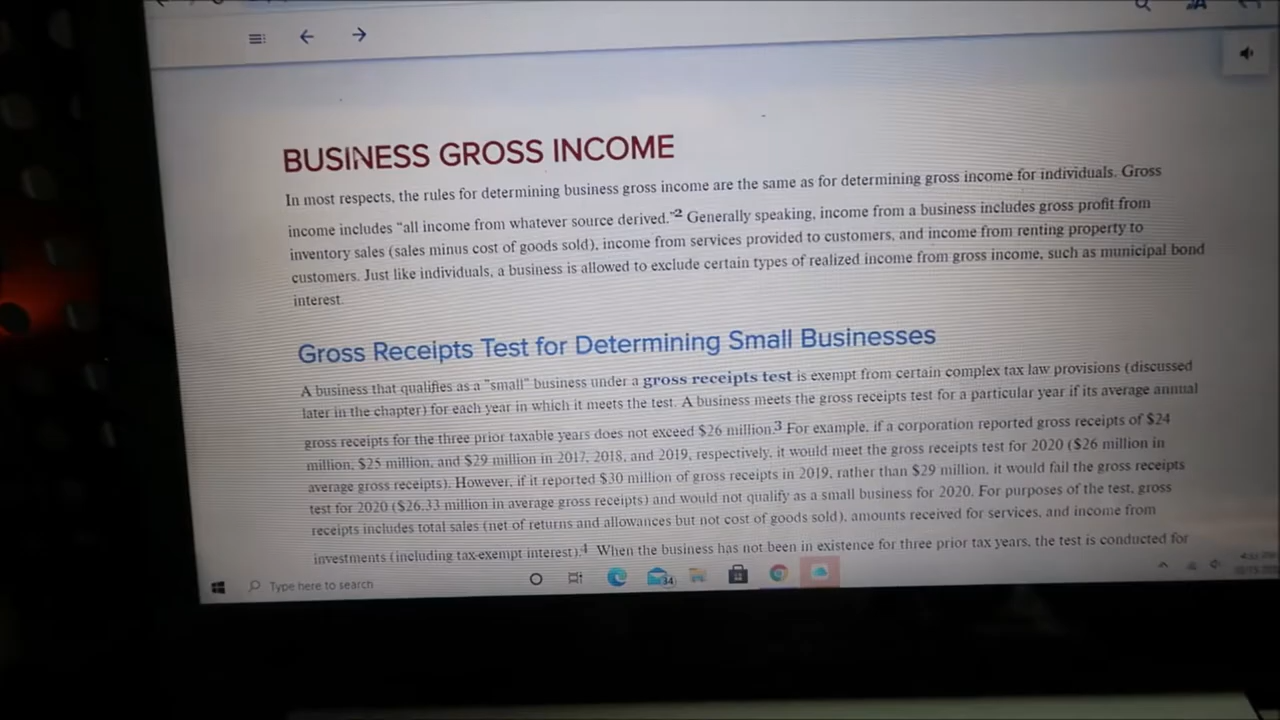 BUSINESS GROSS INCOME
In most respects, the rules for determining business gross income are the same as for determining gross income for individuals. Gross
income includes “all income from whatever source derived.”2 Generally speaking, income from a business includes gross profit from
inventory sales (sales minus cost of goods sold), income from services provided to customers, and income from renting property to
customers. Just like individuals, a business is allowed to exclude certain types of realized income from gross income, such as municipal bond
interest.
Gross Receipts Test for Determining Small Businesses
A business that qualifies as a "small" business under a gross receipts test is exempt from certain complex tax law provisions (discussed
later in the chapter) for each year in which it meets the test. A business meets the gross receipts test for a particular year if its average annual
gross receipts for the three prior taxable years does not exceed $26 million.3 For example, if a corporation reported gross receipts of $24
million, $25 million, and $29 million in 2017, 2018, and 2019, respectively, it would meet the gross receipts test for 2020 ($26 million in
average gross receipts). However, if it reported $30 million of gross receipts in 2019, rather than $29 million, it would fail the gross receipts
test for 2020 ($26.33 million in average gross receipts) and would not qualify as a small business for 2020. For purposes of the test, gross
receipts includes total sales (net of returns and allowances but not cost of goods sold), amounts received for services, and income from
investments (including tax-exempt interest).4 When the business has not been in existence for three prior tax years, the test is conducted for
Type here to search
34